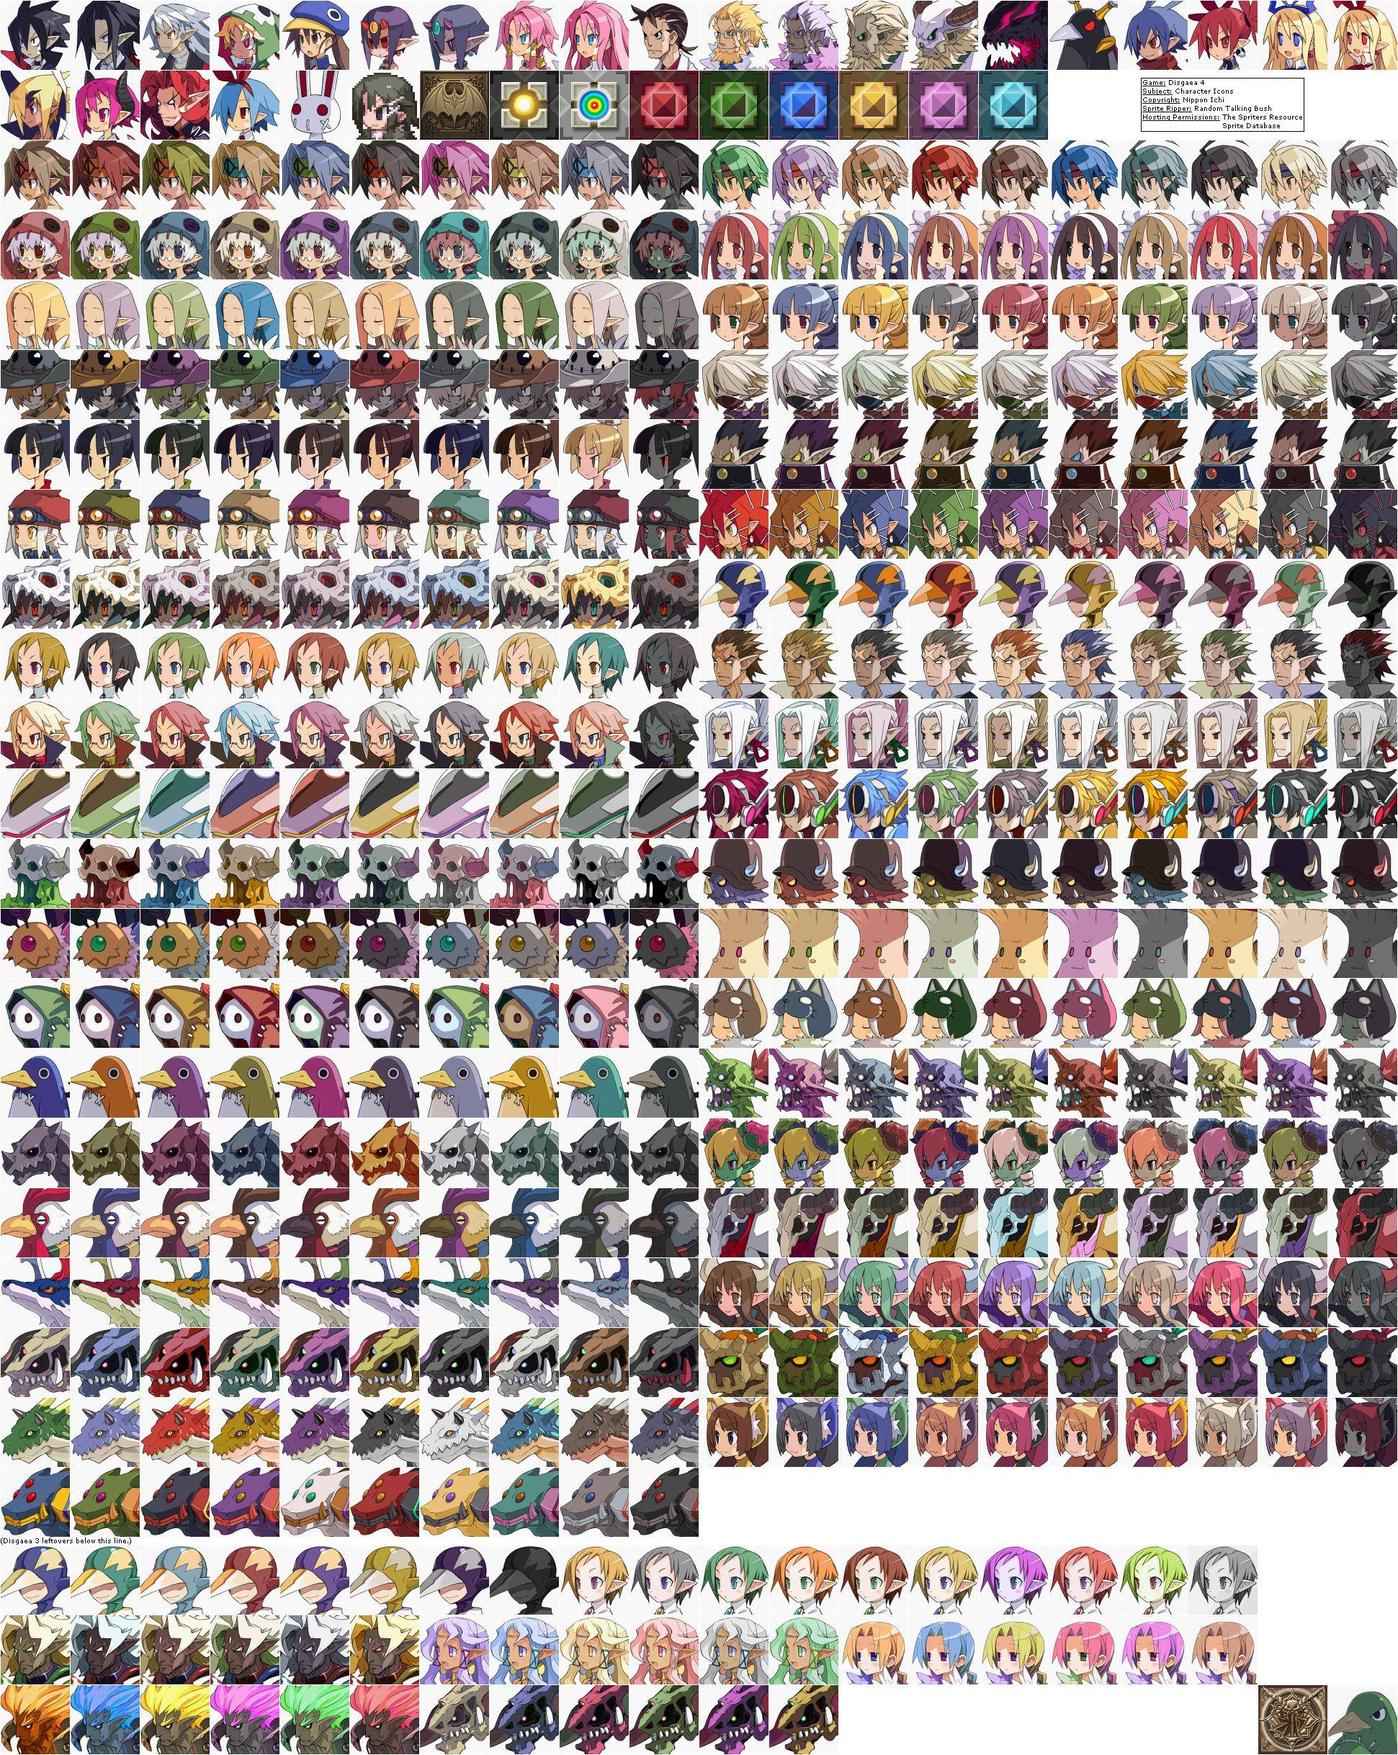 Game: Disgaea 4
Subject: Character Icons
Copyright: Nippon Ichi
Sprite Ripper: Random Talking Bush
Hosting Permissions: The Spriters Resource
Sprite Database
(Disgaea 3 leftovers below this line.)